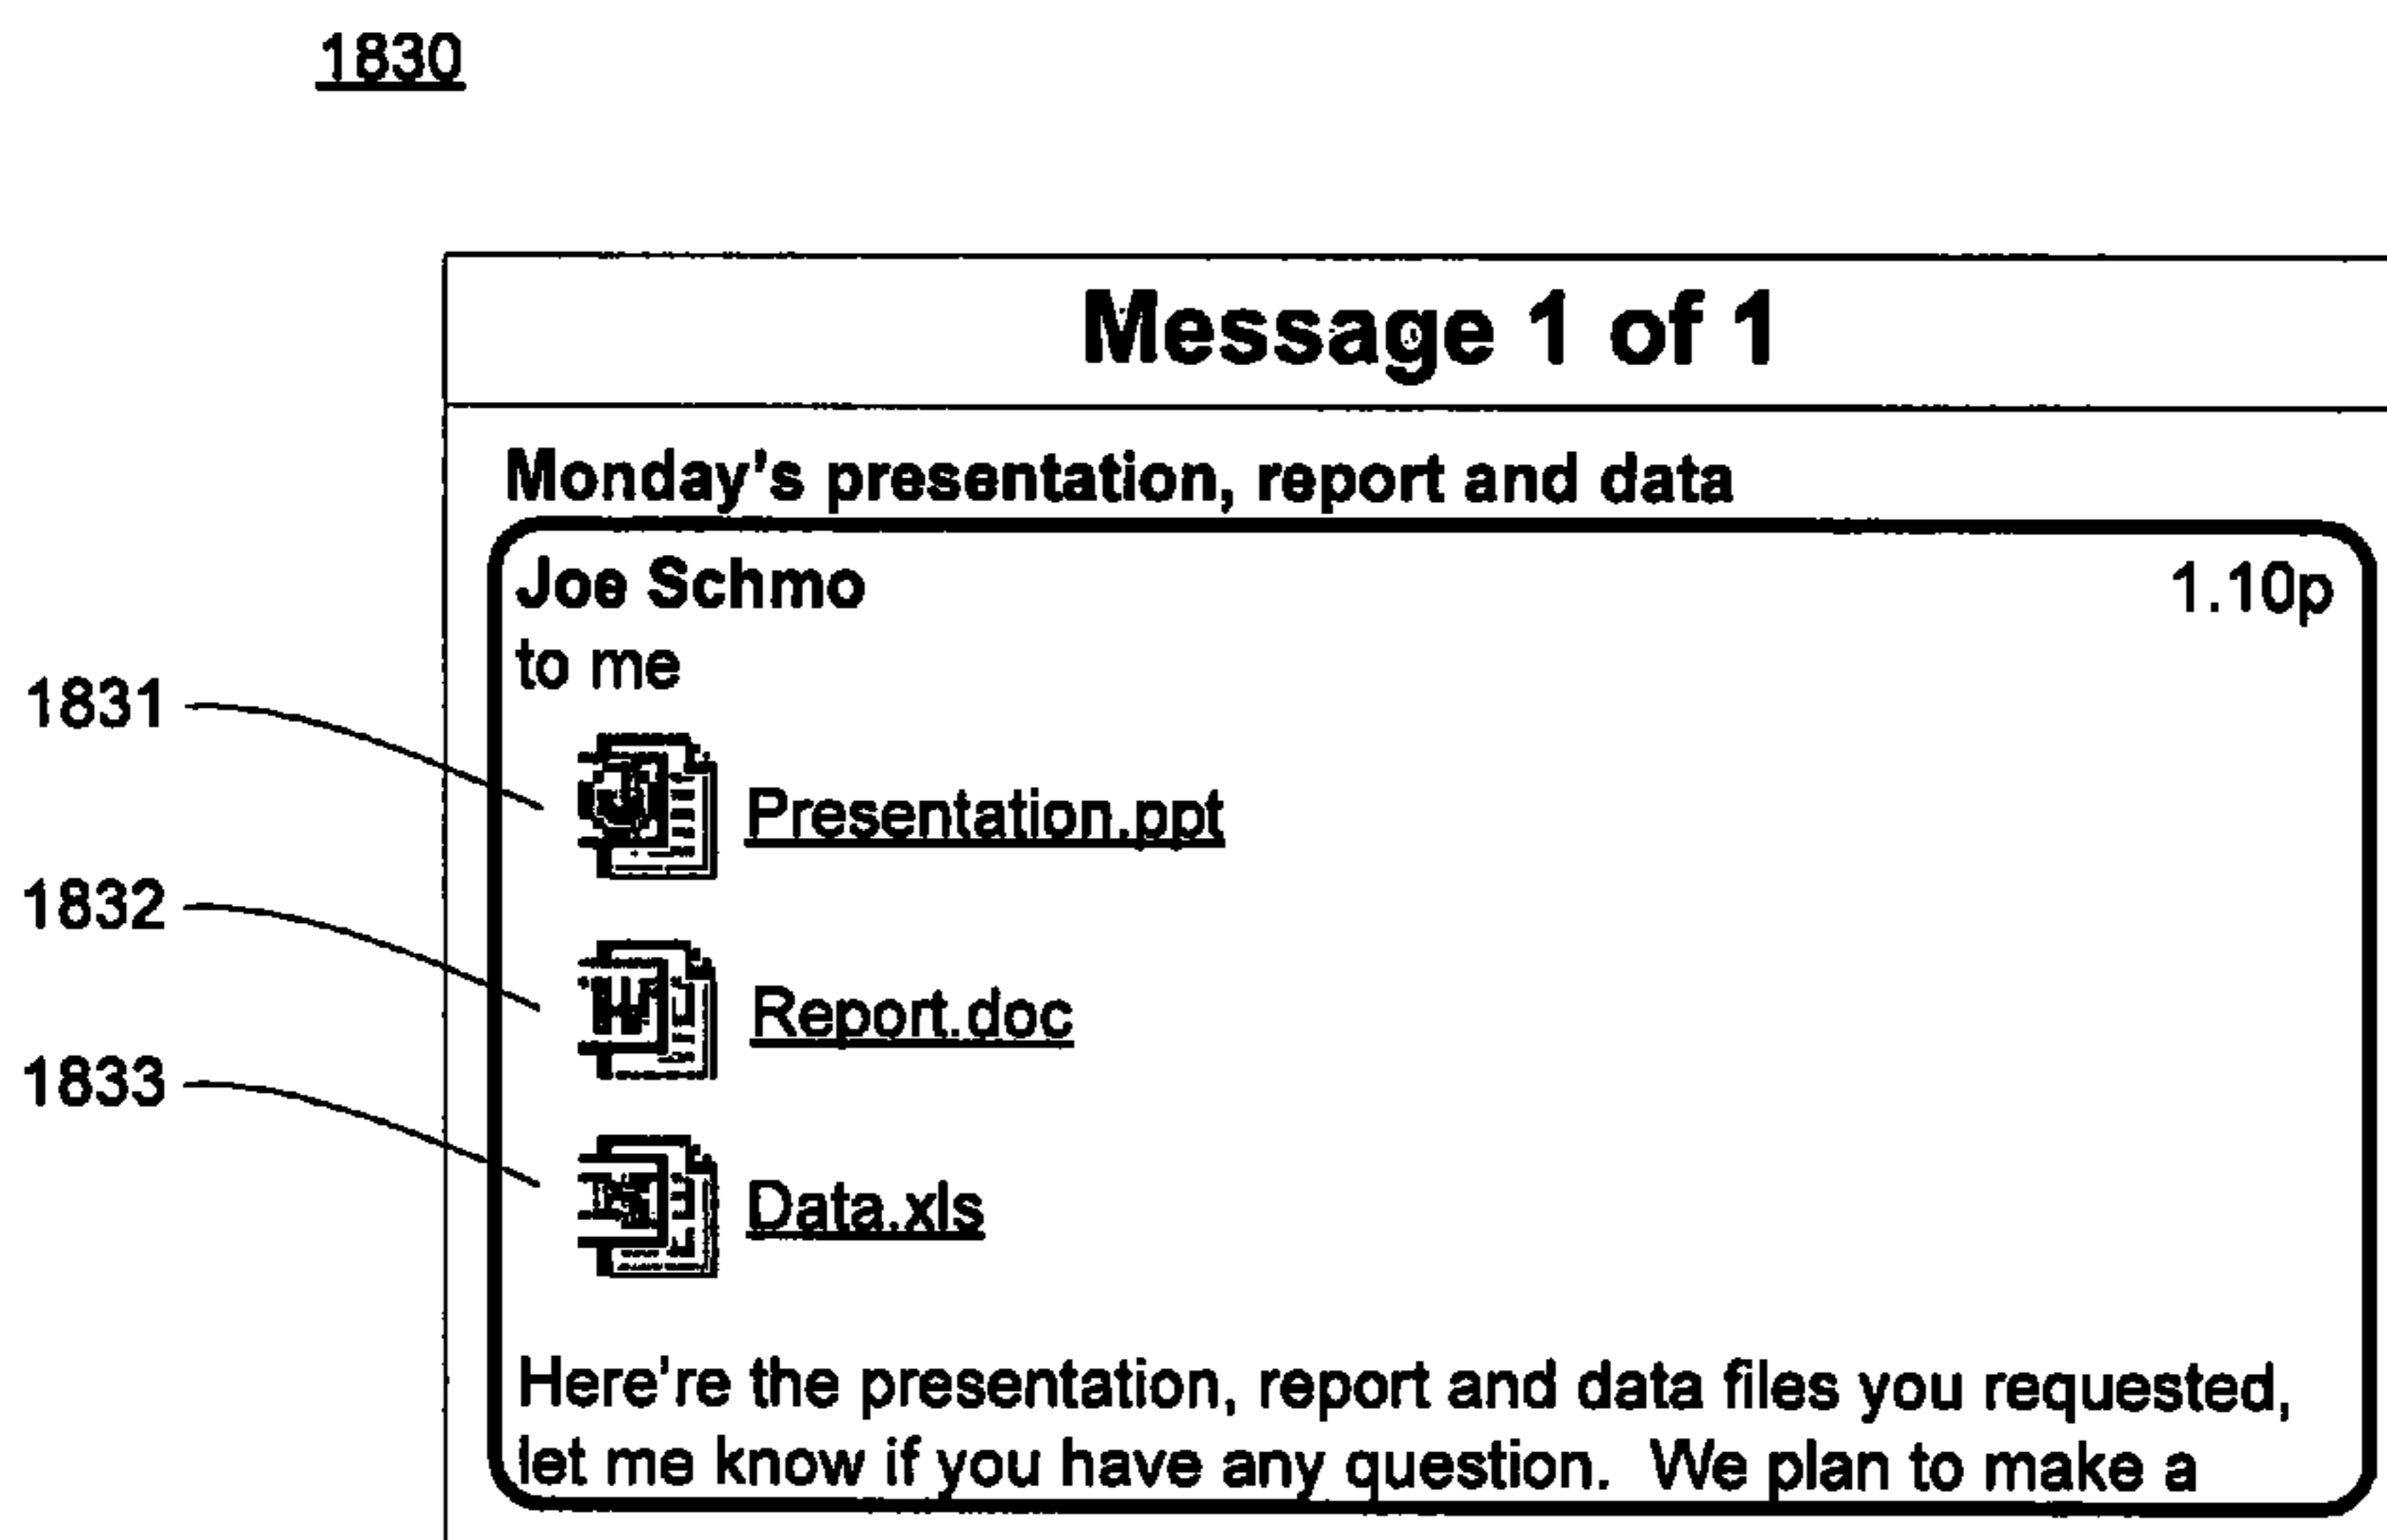 1830
Message 1 of 1
Monday's presentation, report and data
Joe Schmo 1.10p
to me
1831
Presentation.ppt
1832
Report.doc
1833
Data.xls
Here're the presentation, report and data files you requested,
let me know if you have any question. We plan to make a